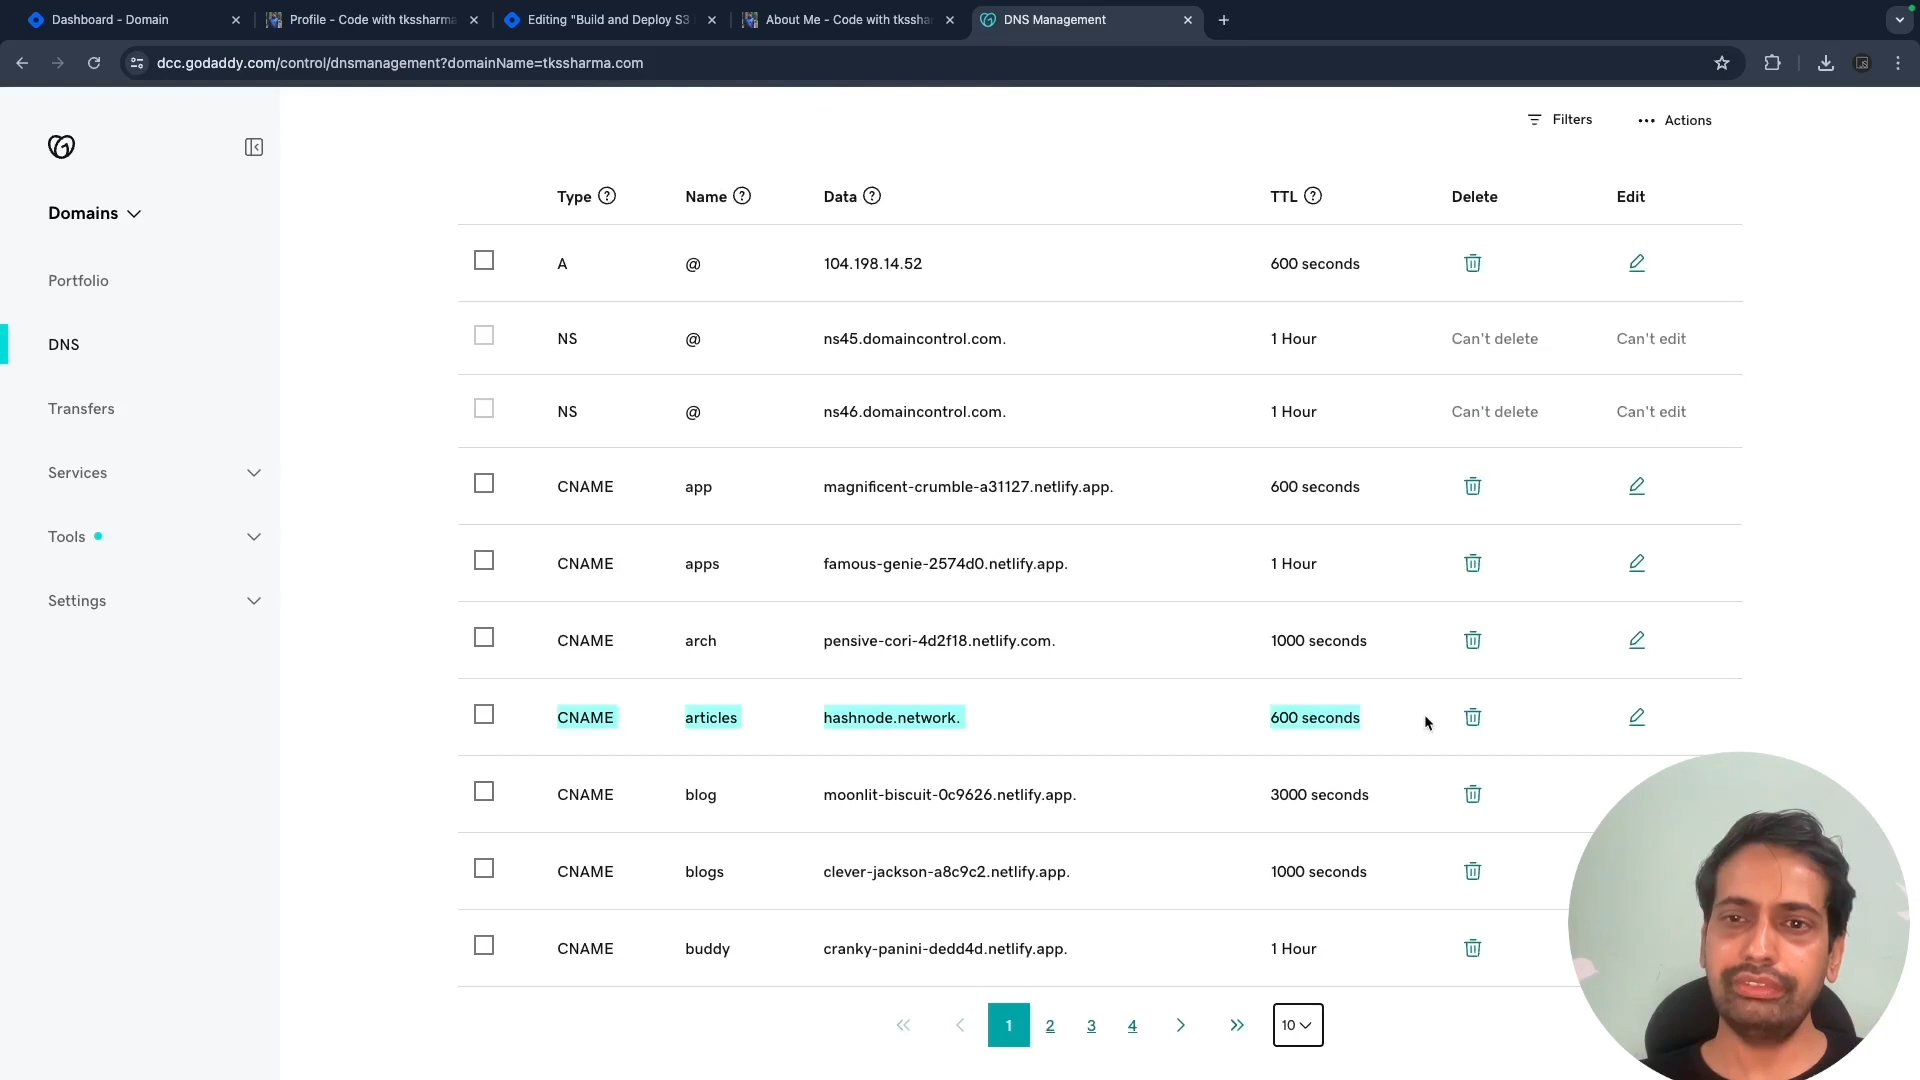 Dashboard - Domain
Profile - Code with tkssharma
Editing "Build and Deploy S3
About Me - Code with tksshar
DNS Management
dcc.godaddy.com/control/dnsmanagement?domainName=tkssharma.com
Filters
Actions
Domains
Portfolio
DNS
Transfers
Services
Tools
Settings
Type Name Data TTL Delete Edit
A @ 104.198.14.52 600 seconds
NS @ ns45.domaincontrol.com. 1 Hour Can't delete Can't edit
NS @ ns46.domaincontrol.com. 1 Hour Can't delete Can't edit
CNAME app magnificent-crumble-a31127.netlify.app. 600 seconds
CNAME apps famous-genie-2574d0.netlify.app. 1 Hour
CNAME arch pensive-cori-4d2f18.netlify.com. 1000 seconds
CNAME articles hashnode.network. 600 seconds
CNAME blog moonlit-biscuit-0c9626.netlify.app. 3000 seconds
CNAME blogs clever-jackson-a8c9c2.netlify.app. 1000 seconds
CNAME buddy cranky-panini-dedd4d.netlify.app. 1 Hour
1 2 3 4 10